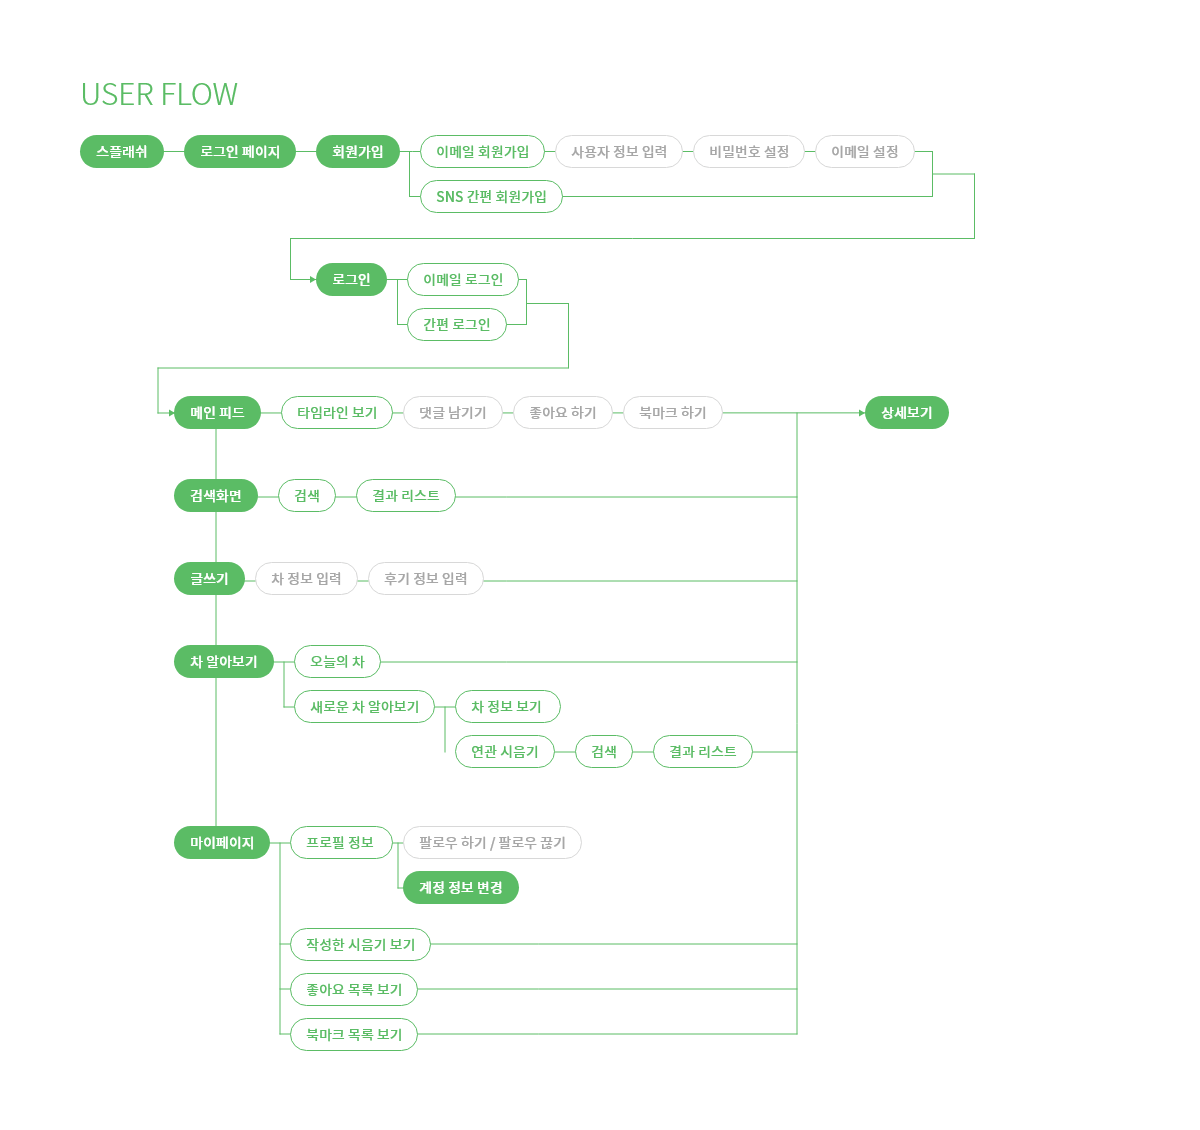 USER FLOW
스플래쉬 로그인 페이지 회원가입 이메일 회원가입 사용자 정보 입력 비밀번호 설정 이메일 설정
SNS 간편 회원가입
로그인 이메일 로그인
간편 로그인
메인 피드 타임라인 보기 댓글 남기기 좋아요 하기 북마크 하기 상세보기
검색화면 검색 결과 리스트
글쓰기 차 정보 입력 후기 정보 입력
차 알아보기 오늘의 차
새로운 차 알아보기 차 정보 보기
연관 시음기 검색 결과 리스트
마이페이지 프로필 정보 팔로우 하기 / 팔로우 끊기
계정 정보 변경
작성한 시음기 보기
좋아요 목록 보기
북마크 목록 보기